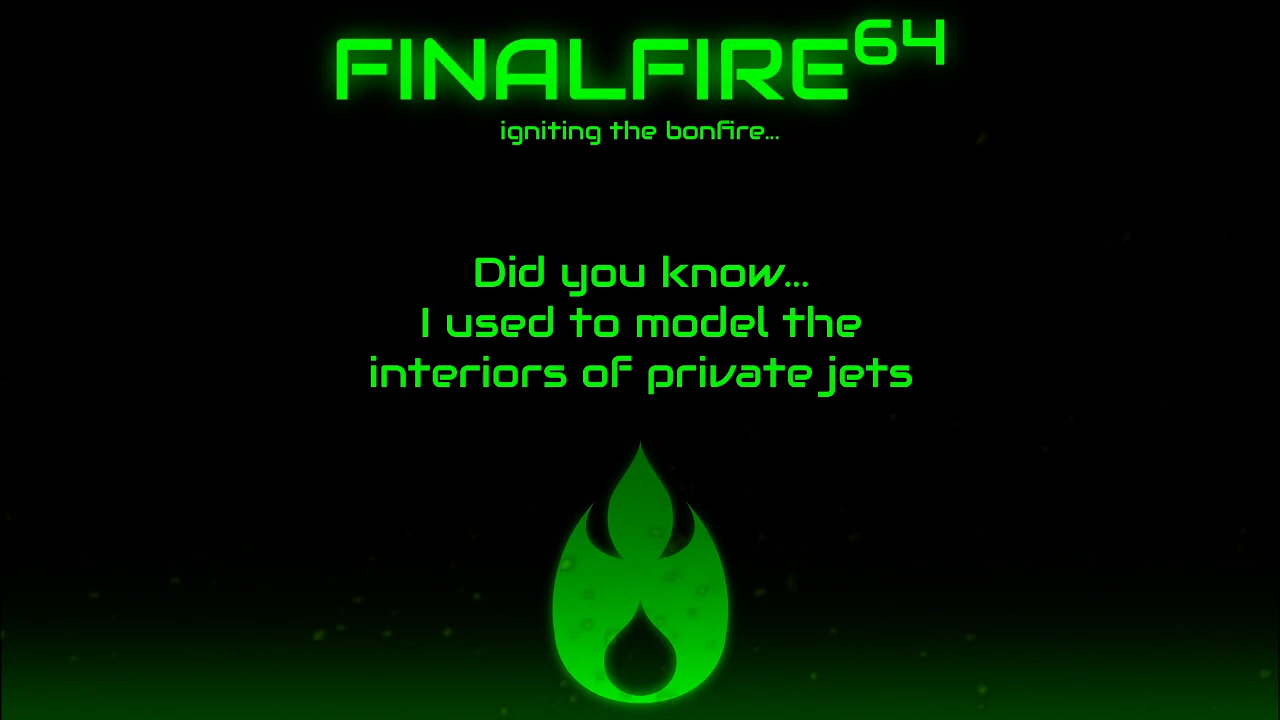 FINALFIRE64
igniting the bonfire...
Did you know...
I used to model the
interiors of private jets